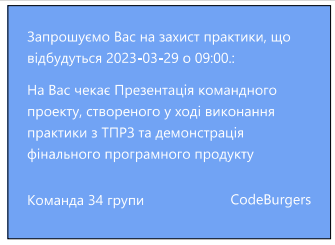 Запрошуємо Вас на захист практики, що
відбудуться 2023-03-29 о 09:00.:
На Вас чекає Презентація командного
проекту, створеного у ході виконання
практики з ТПРЗ та демонстрація
фінального програмного продукту
Команда 34 групи CodeBurgers